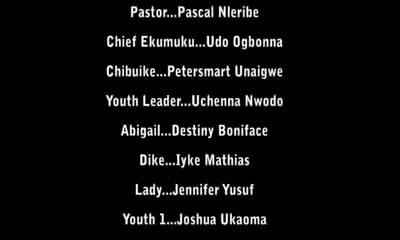 Pastor...Pascal Nleribe
Chief Ekumuku...Udo Ogbonna
Chibuike...Petersmart Unaigwe
Youth Leader...Uchenna Nwodo
Abigail...Destiny Boniface
Dike...Iyke Mathias
Lady...Jennifer Yusuf
Youth 1...Joshua Ukaoma